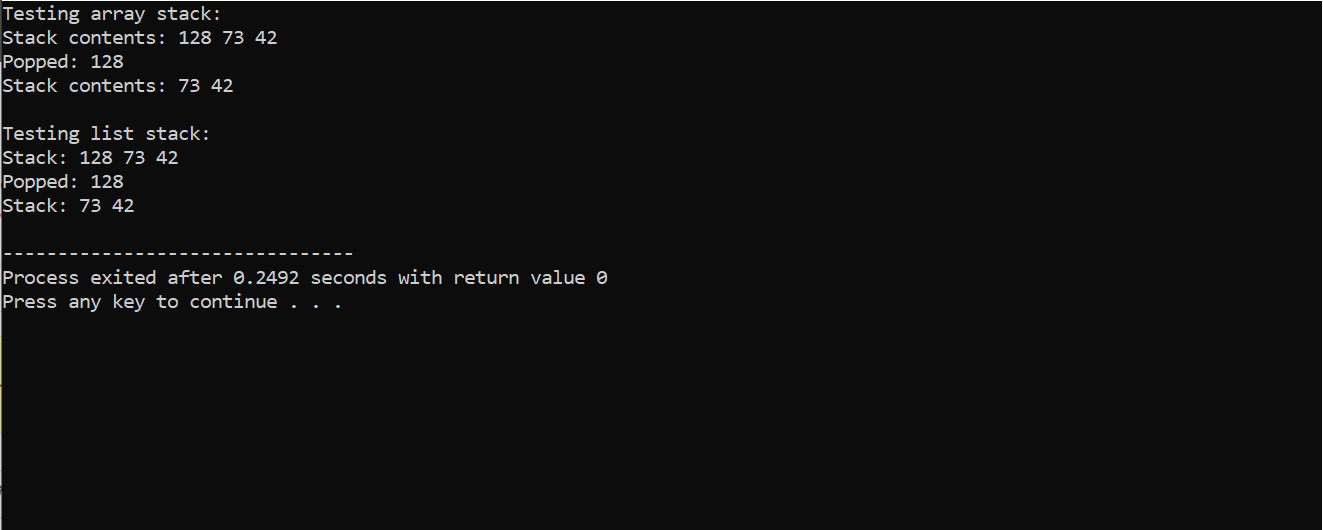 Testing array stack:
Stack contents: 128 73 42
Popped: 128
Stack contents: 73 42

Testing list stack:
Stack: 128 73 42
Popped: 128
Stack: 73 42

--------------------------------
Process exited after 0.2492 seconds with return value 0
Press any key to continue . . .